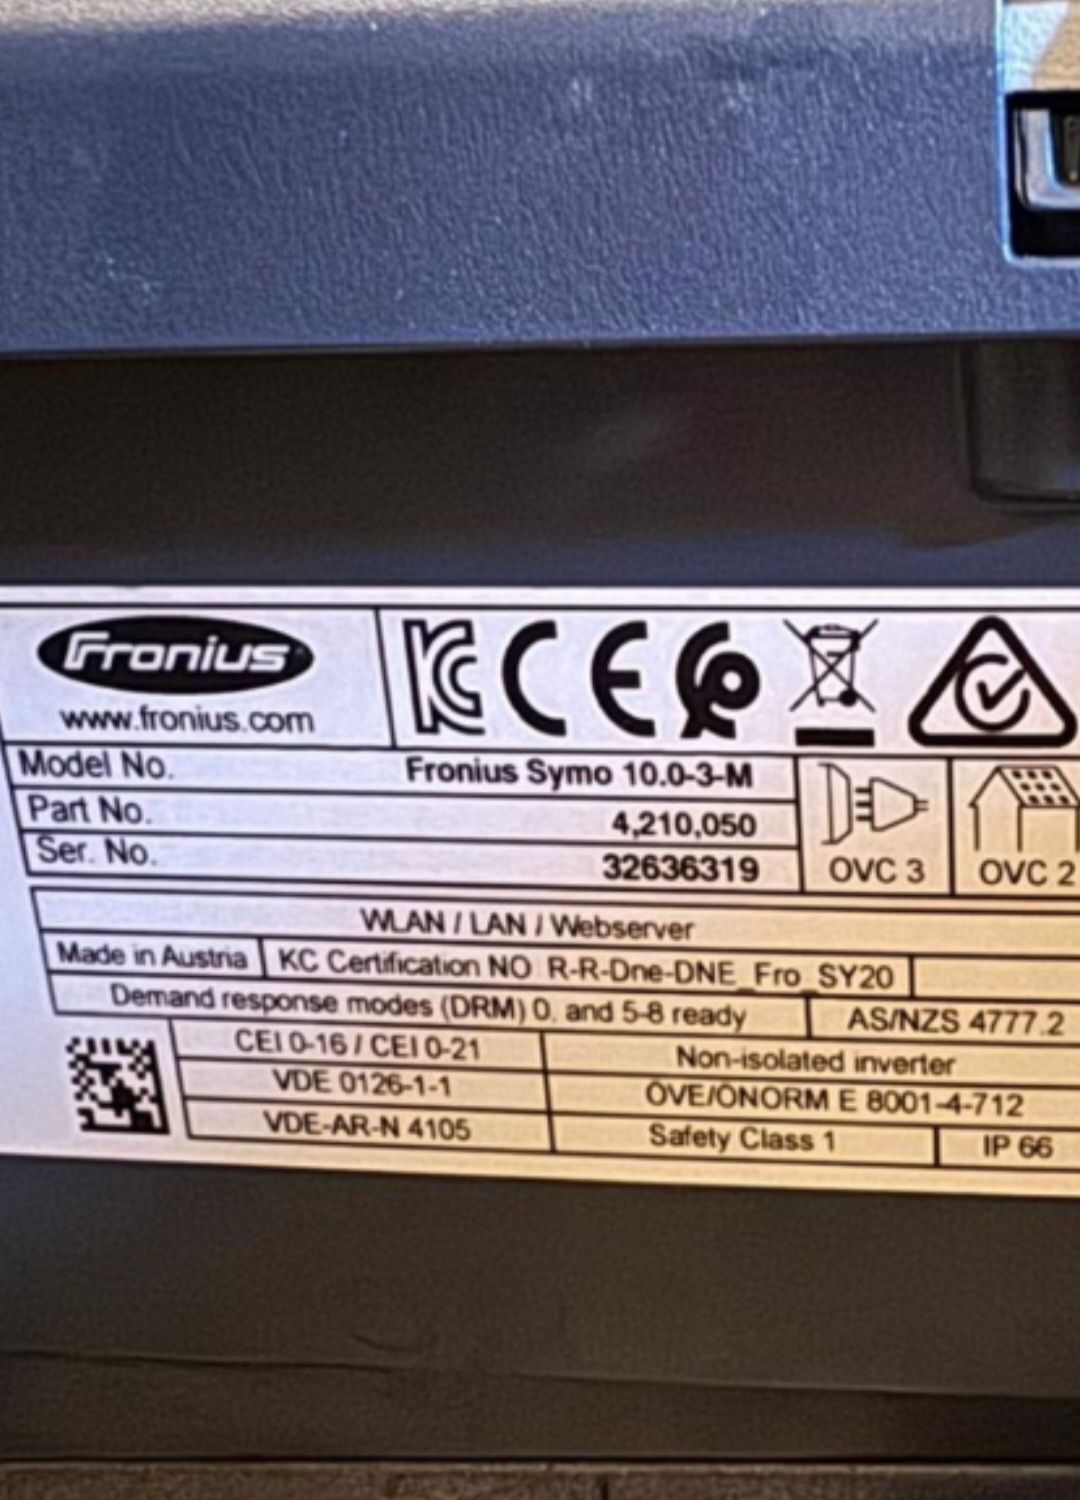 Fronius
www.fronius.com
Model No. Fronius Symo 10.0-3-M
Part No. 4,210,050
Ser. No. 32636319
OVC 3
OVC 2
WLAN / LAN / Webserver
Made in Austria KC Certification NO R-R-Dne-DNE_Fro_SY20
Demand response modes (DRM) 0, and 5-8 ready AS/NZS 4777.2
CEI 0-16 / CEI 0-21 Non-isolated inverter
VDE 0126-1-1 ÖVE/ÖNORM E 8001-4-712
VDE-AR-N 4105 Safety Class 1 IP 66